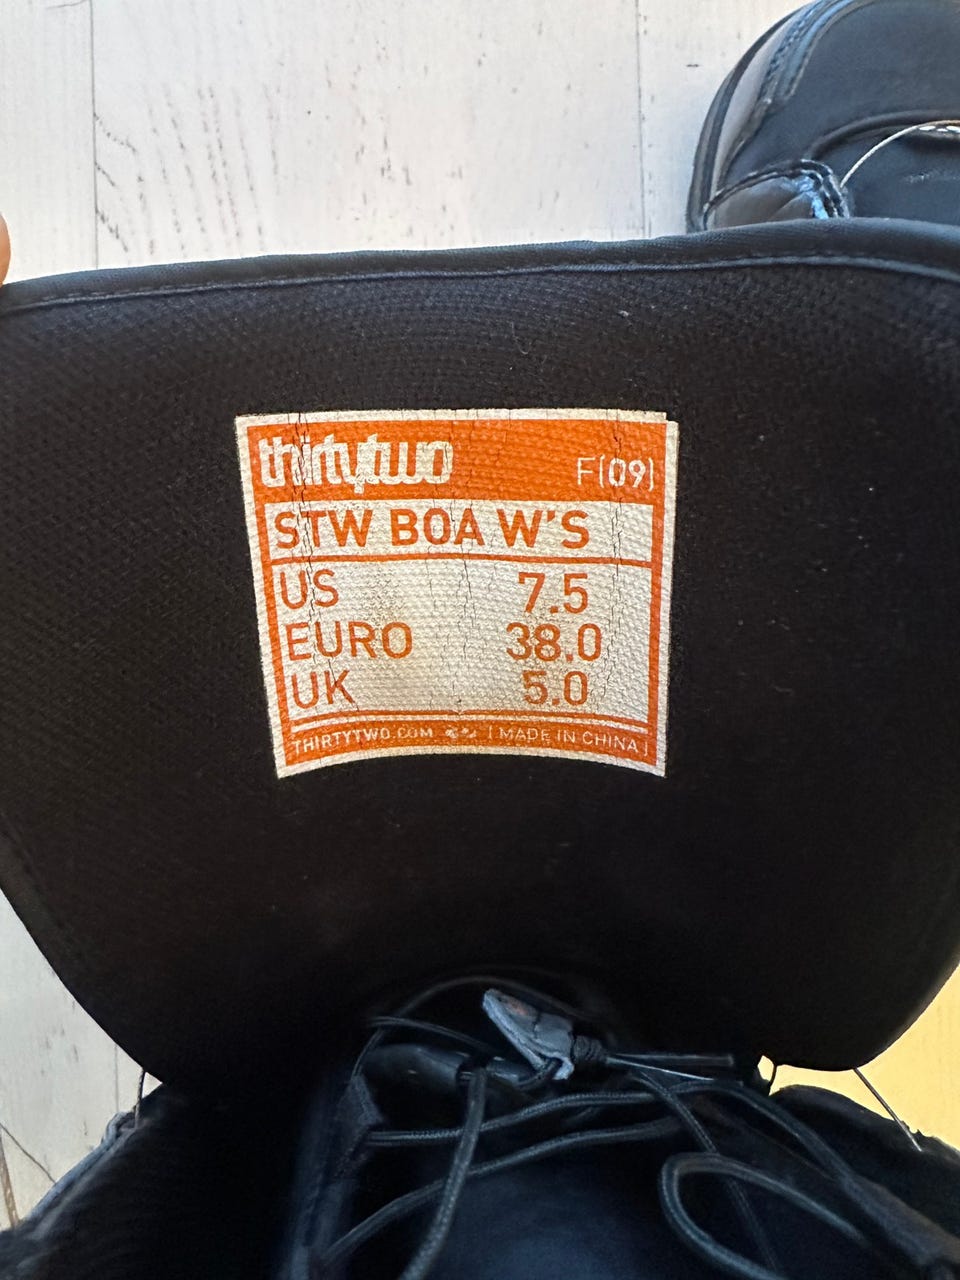 thirtytwo F(09)
STW BOA W'S
US 7.5
EURO 38.0
UK 5.0
THIRTYTWO.COM [MADE IN CHINA]